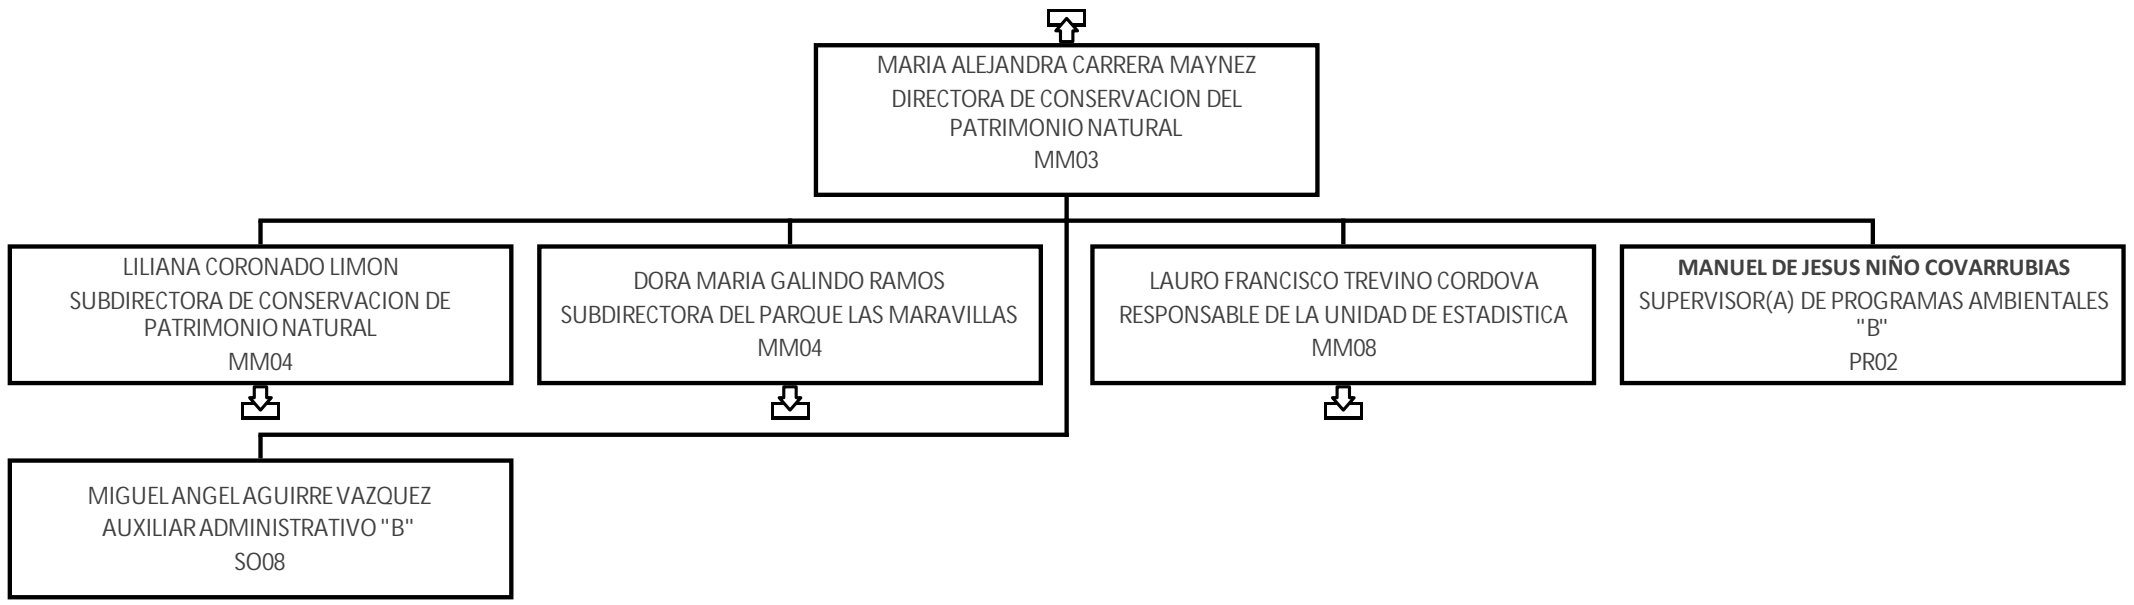 MARIA ALEJANDRA CARRERA MAYNEZ
DIRECTORA DE CONSERVACION DEL
PATRIMONIO NATURAL
MM03
LILIANA CORONADO LIMON
SUBDIRECTORA DE CONSERVACION DE
PATRIMONIO NATURAL
MM04
DORA MARIA GALINDO RAMOS
SUBDIRECTORA DEL PARQUE LAS MARAVILLAS
MM04
LAURO FRANCISCO TREVINO CORDOVA
RESPONSABLE DE LA UNIDAD DE ESTADISTICA
MM08
MANUEL DE JESUS NIÑO COVARRUBIAS
SUPERVISOR(A) DE PROGRAMAS AMBIENTALES
"B"
PR02
MIGUEL ANGEL AGUIRRE VAZQUEZ
AUXILIAR ADMINISTRATIVO "B"
SO08